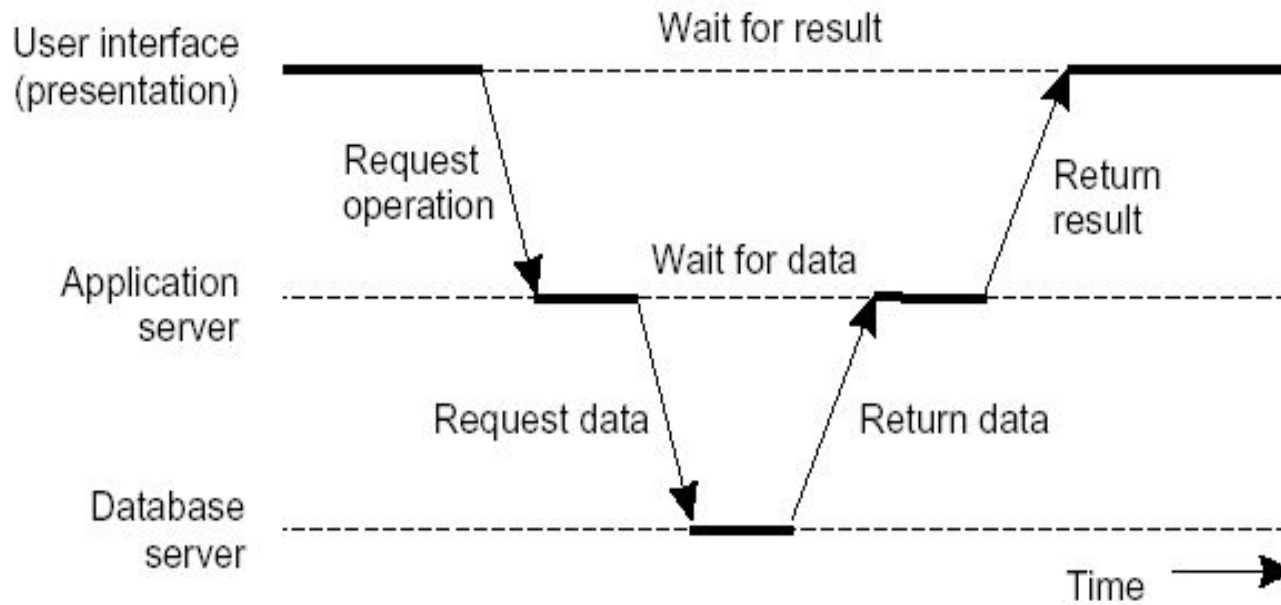 User interface
(presentation)
Wait for result
Request
operation
Return
result
Application
server
Wait for data
Request data
Return data
Database
server
Time